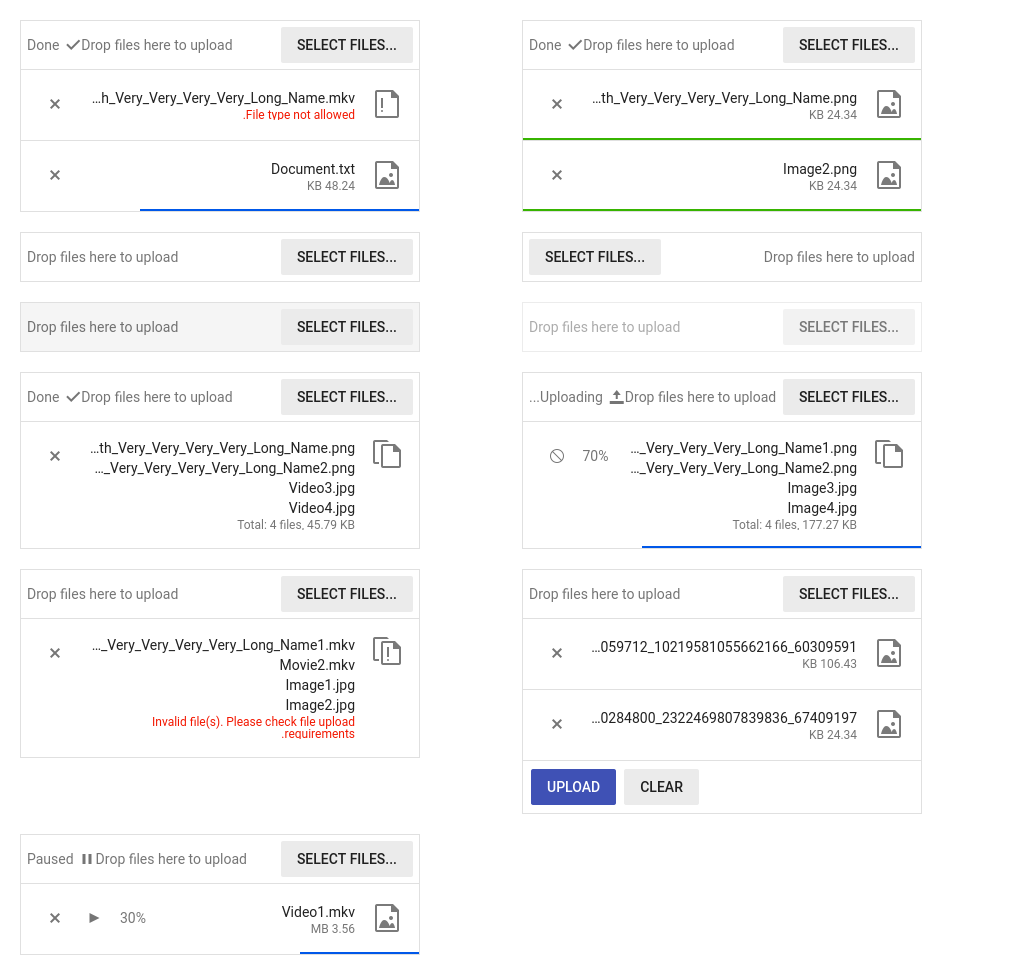 Done Drop files here to upload SELECT FILES...
...h_Very_Very_Very_Very_Long_Name.mkv
.File type not allowed
Document.txt
KB 48.24
Done Drop files here to upload SELECT FILES...
...th_Very_Very_Very_Very_Long_Name.png
KB 24.34
Image2.png
KB 24.34
Drop files here to upload SELECT FILES...
SELECT FILES... Drop files here to upload
Drop files here to upload SELECT FILES...
Drop files here to upload SELECT FILES...
Done Drop files here to upload SELECT FILES...
...th_Very_Very_Very_Very_Long_Name.png
..._Very_Very_Very_Very_Long_Name2.png
Video3.jpg
Video4.jpg
Total: 4 files, 45.79 KB
...Uploading Drop files here to upload SELECT FILES...
70% ..._Very_Very_Very_Long_Name1.png
..._Very_Very_Very_Long_Name2.png
Image3.jpg
Image4.jpg
Total: 4 files, 177.27 KB
Drop files here to upload SELECT FILES...
..._Very_Very_Very_Very_Long_Name1.mkv
Movie2.mkv
Image1.jpg
Image2.jpg
Invalid file(s). Please check file upload
.requirements
Drop files here to upload SELECT FILES...
...059712_10219581055662166_60309591
KB 106.43
...0284800_2322469807839836_67409197
KB 24.34
UPLOAD CLEAR
Paused Drop files here to upload SELECT FILES...
30% Video1.mkv
MB 3.56